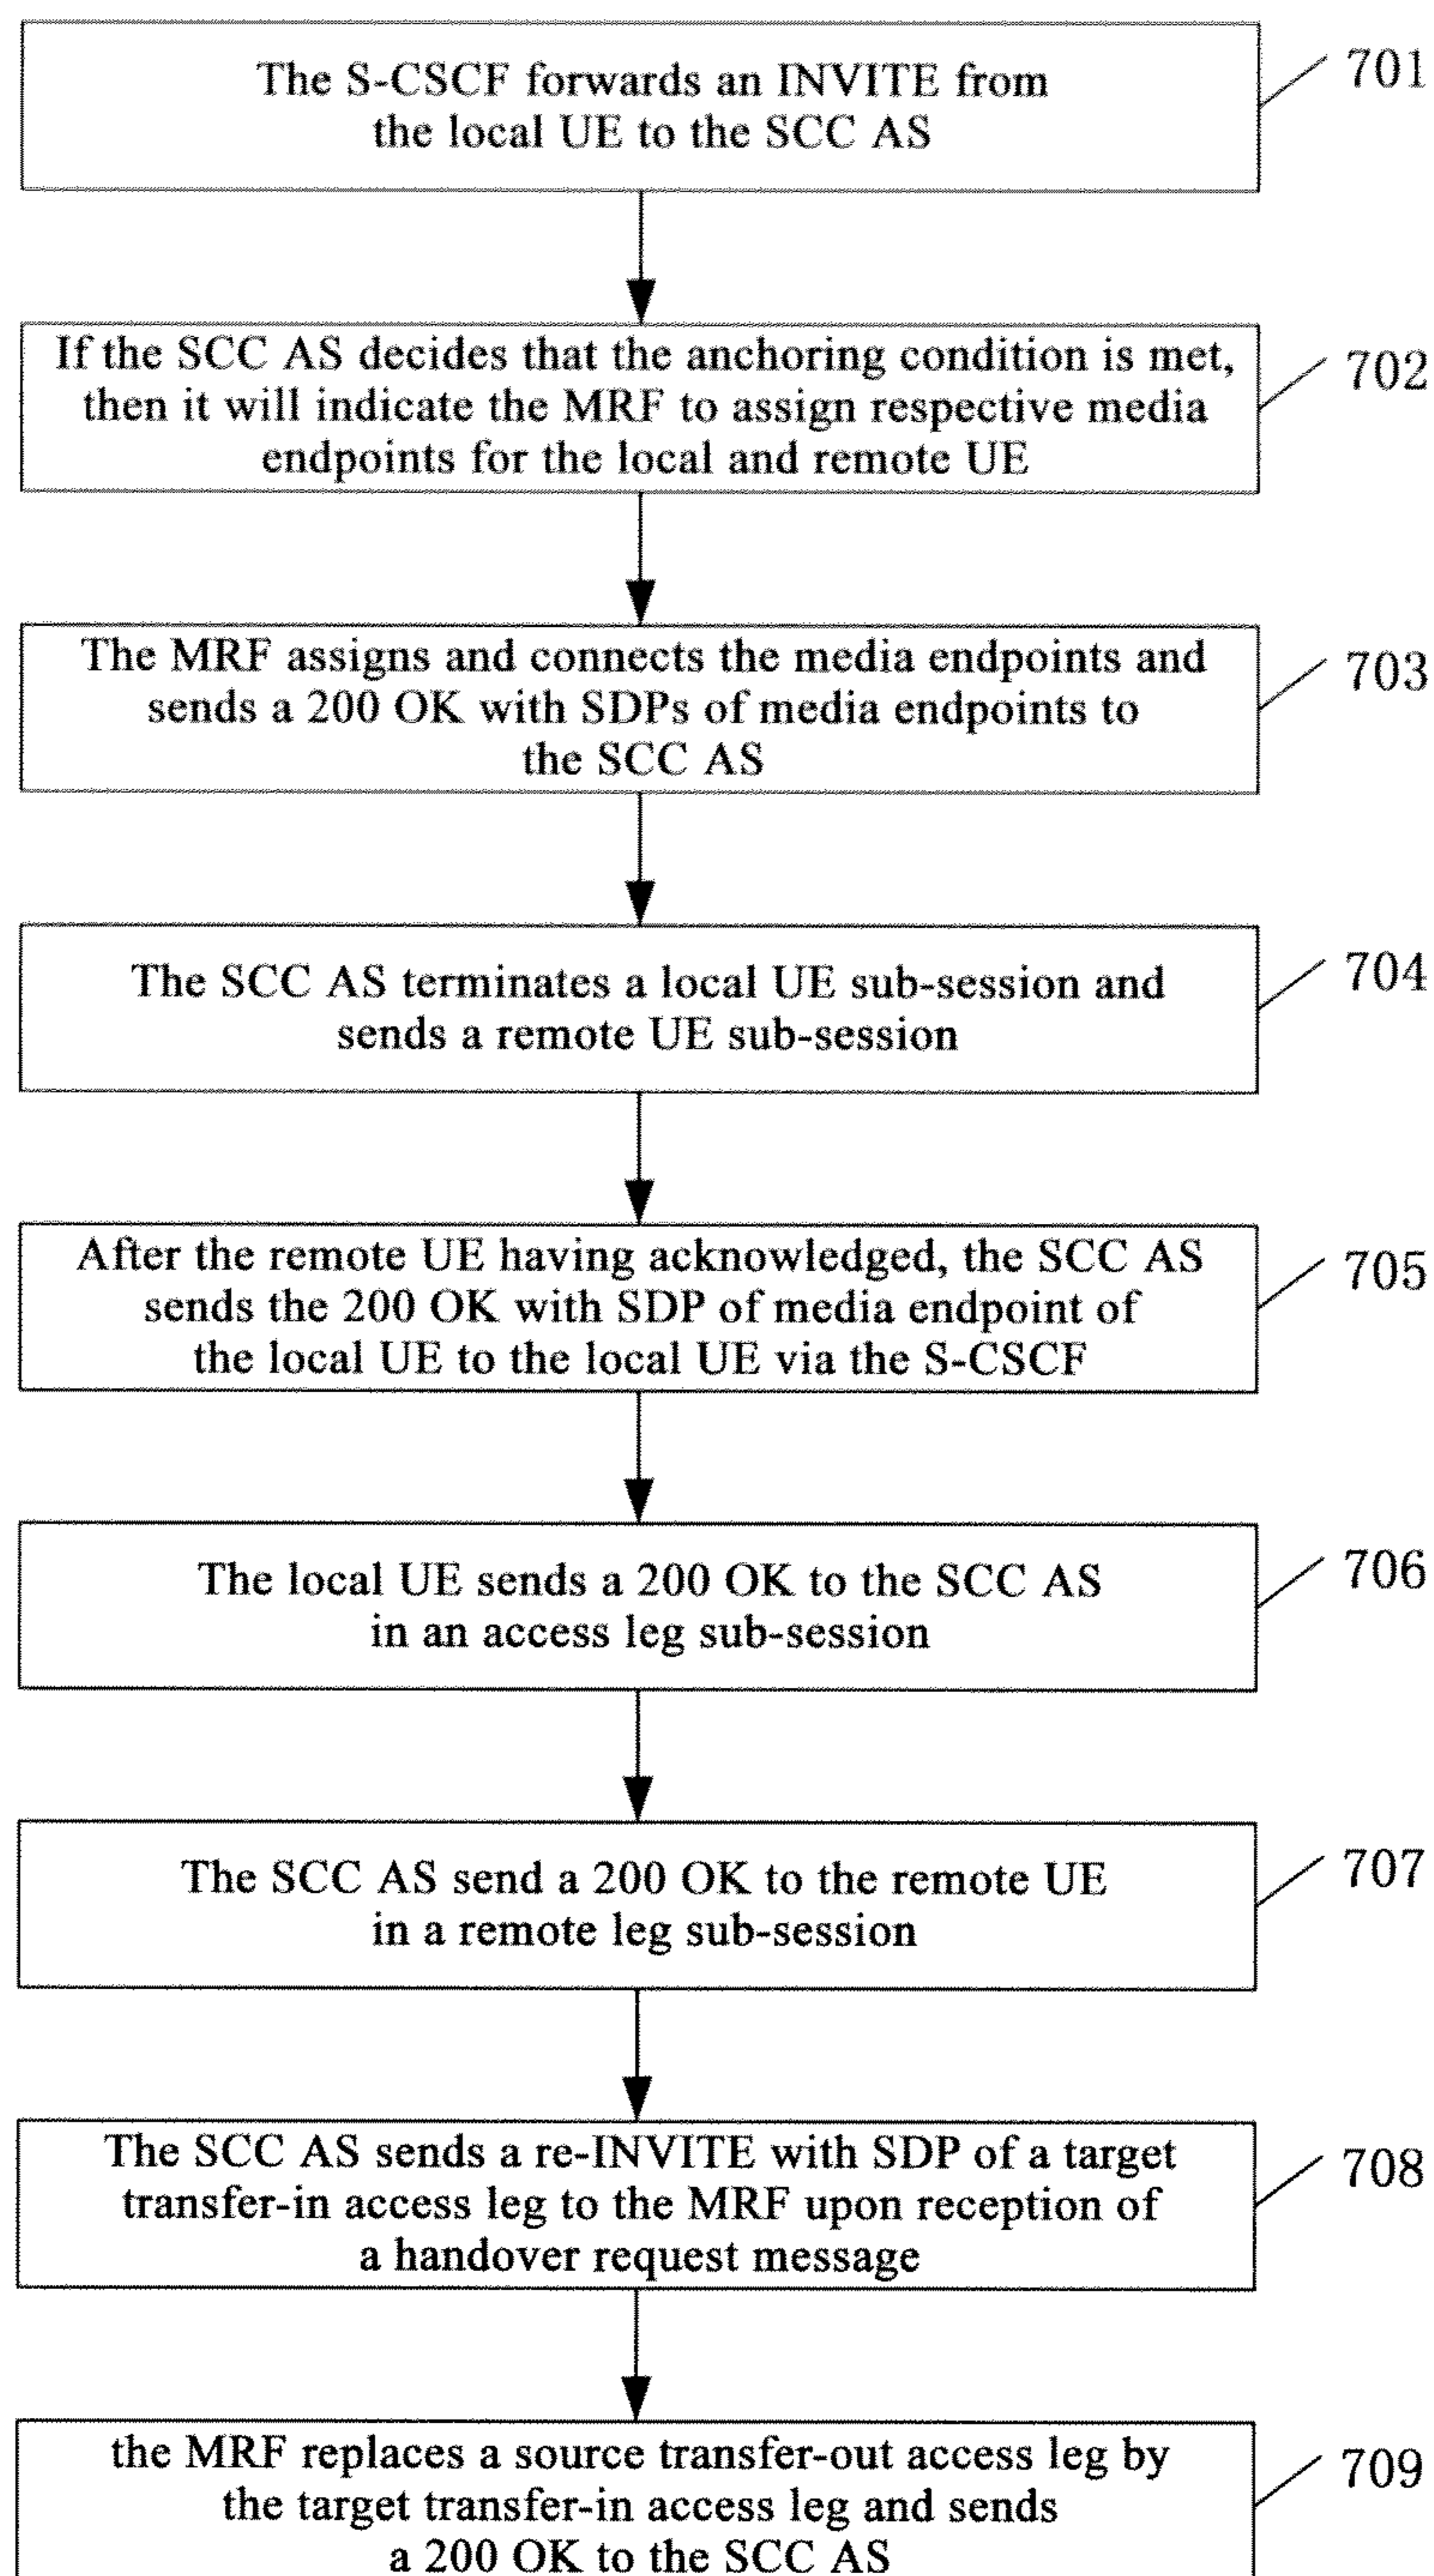 The S-CSCF forwards an INVITE from
the local UE to the SCC AS
701
If the SCC AS decides that the anchoring condition is met,
then it will indicate the MRF to assign respective media
endpoints for the local and remote UE
702
The MRF assigns and connects the media endpoints and
sends a 200 OK with SDPs of media endpoints to
the SCC AS
703
The SCC AS terminates a local UE sub-session and
sends a remote UE sub-session
704
After the remote UE having acknowledged, the SCC AS
sends the 200 OK with SDP of media endpoint of
the local UE to the local UE via the S-CSCF
705
The local UE sends a 200 OK to the SCC AS
in an access leg sub-session
706
The SCC AS send a 200 OK to the remote UE
in a remote leg sub-session
707
The SCC AS sends a re-INVITE with SDP of a target
transfer-in access leg to the MRF upon reception of
a handover request message
708
the MRF replaces a source transfer-out access leg by
the target transfer-in access leg and sends
a 200 OK to the SCC AS
709